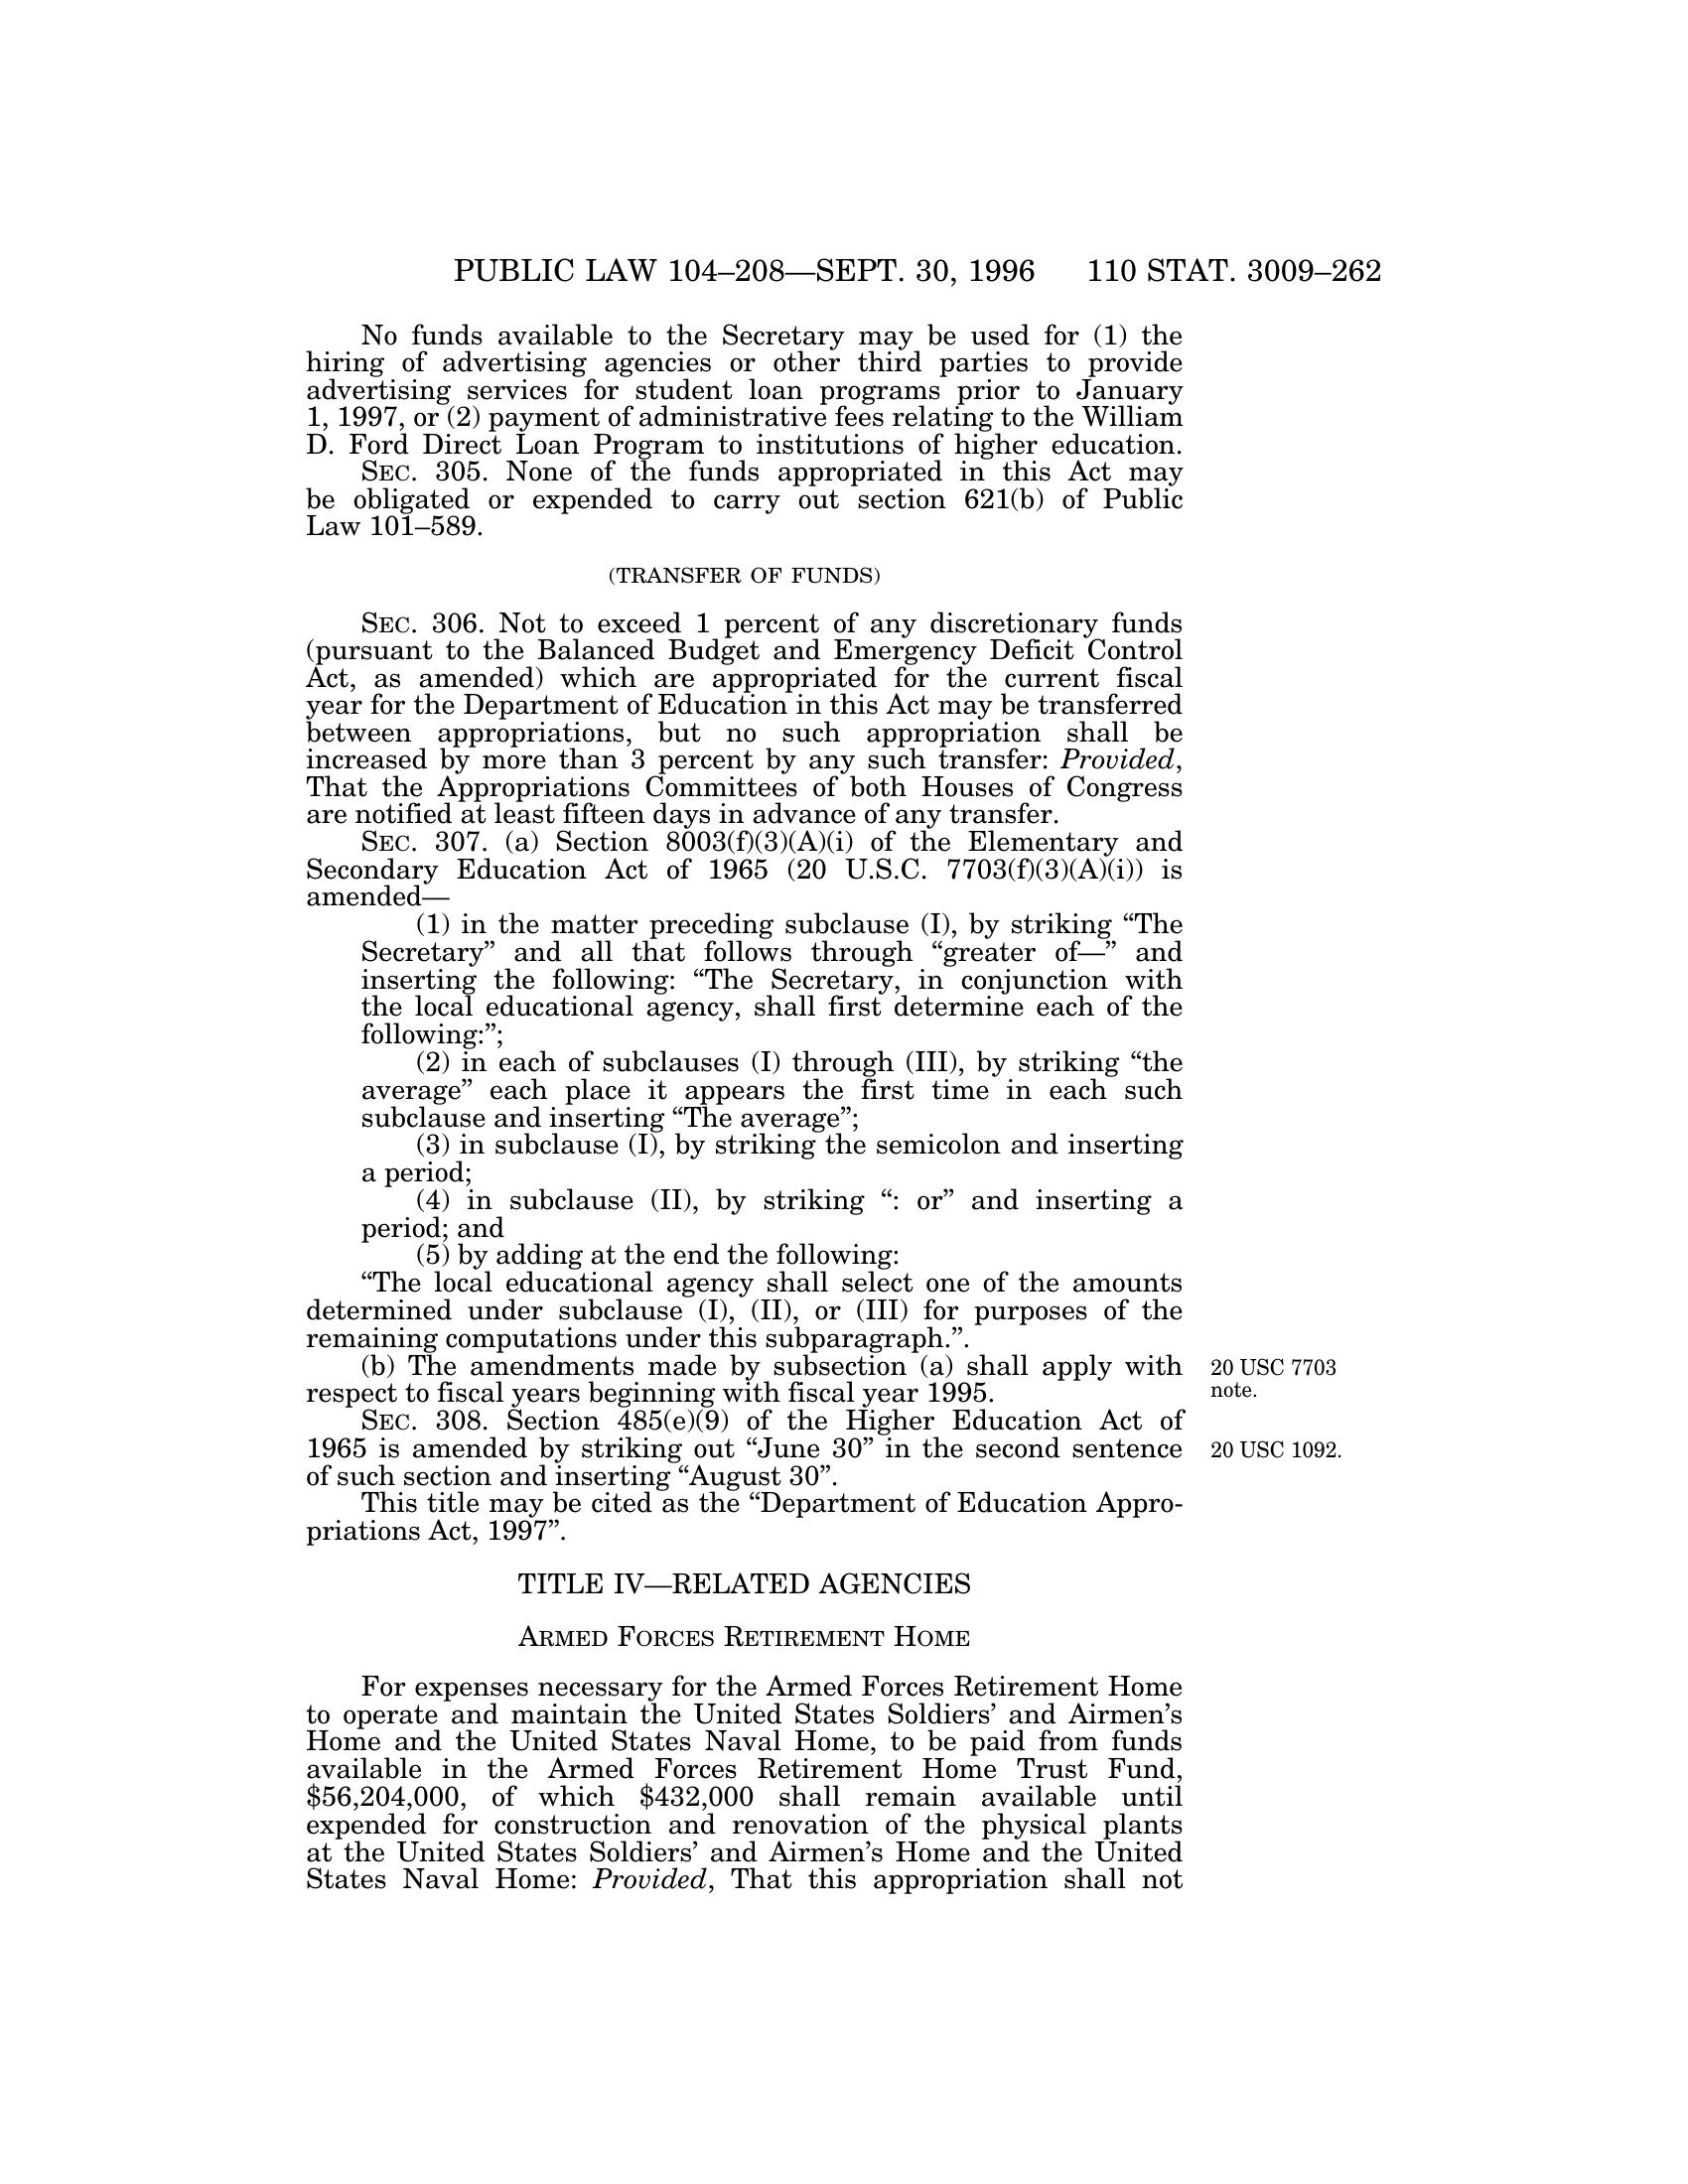 PUBLIC LAW 104–208—SEPT. 30, 1996 110 STAT. 3009–262
No funds available to the Secretary may be used for (1) the
hiring of advertising agencies or other third parties to provide
advertising services for student loan programs prior to January
1, 1997, or (2) payment of administrative fees relating to the William
D. Ford Direct Loan Program to institutions of higher education.
SEC. 305. None of the funds appropriated in this Act may
be obligated or expended to carry out section 621(b) of Public
Law 101–589.
(TRANSFER OF FUNDS)
SEC. 306. Not to exceed 1 percent of any discretionary funds
(pursuant to the Balanced Budget and Emergency Deficit Control
Act, as amended) which are appropriated for the current fiscal
year for the Department of Education in this Act may be transferred
between appropriations, but no such appropriation shall be
increased by more than 3 percent by any such transfer: Provided,
That the Appropriations Committees of both Houses of Congress
are notified at least fifteen days in advance of any transfer.
SEC. 307. (a) Section 8003(f)(3)(A)(i) of the Elementary and
Secondary Education Act of 1965 (20 U.S.C. 7703(f)(3)(A)(i)) is
amended—
(1) in the matter preceding subclause (I), by striking “The
Secretary” and all that follows through “greater of—” and
inserting the following: “The Secretary, in conjunction with
the local educational agency, shall first determine each of the
following:”;
(2) in each of subclauses (I) through (III), by striking “the
average” each place it appears the first time in each such
subclause and inserting “The average”;
(3) in subclause (I), by striking the semicolon and inserting
a period;
(4) in subclause (II), by striking “: or” and inserting a
period; and
(5) by adding at the end the following:
“The local educational agency shall select one of the amounts
determined under subclause (I), (II), or (III) for purposes of the
remaining computations under this subparagraph.”.
(b) The amendments made by subsection (a) shall apply with
respect to fiscal years beginning with fiscal year 1995.
20 USC 7703
note.
SEC. 308. Section 485(e)(9) of the Higher Education Act of
1965 is amended by striking out “June 30” in the second sentence
of such section and inserting “August 30”.
20 USC 1092.
This title may be cited as the “Department of Education Appro-
priations Act, 1997”.
TITLE IV—RELATED AGENCIES
ARMED FORCES RETIREMENT HOME
For expenses necessary for the Armed Forces Retirement Home
to operate and maintain the United States Soldiers’ and Airmen’s
Home and the United States Naval Home, to be paid from funds
available in the Armed Forces Retirement Home Trust Fund,
$56,204,000, of which $432,000 shall remain available until
expended for construction and renovation of the physical plants
at the United States Soldiers’ and Airmen’s Home and the United
States Naval Home: Provided, That this appropriation shall not